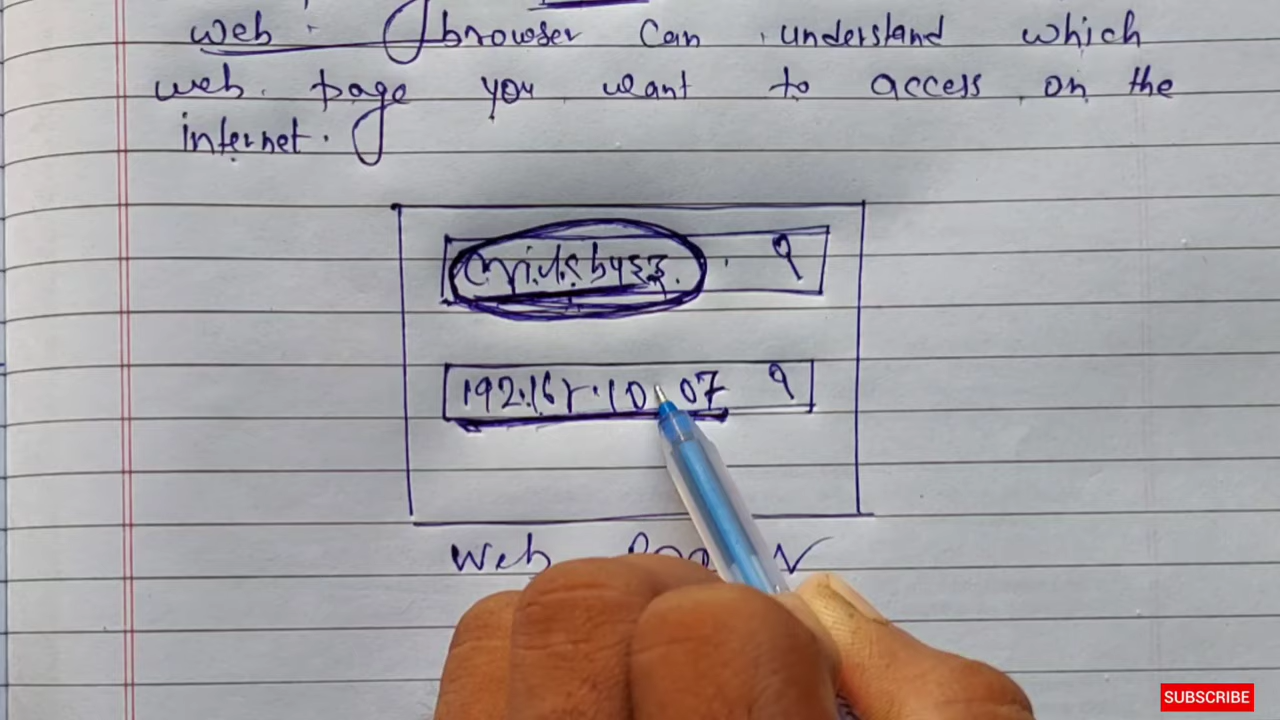 web. browser can understand which
web page you want to access on the
internet.
192.168.10.07
Web
SUBSCRIBE